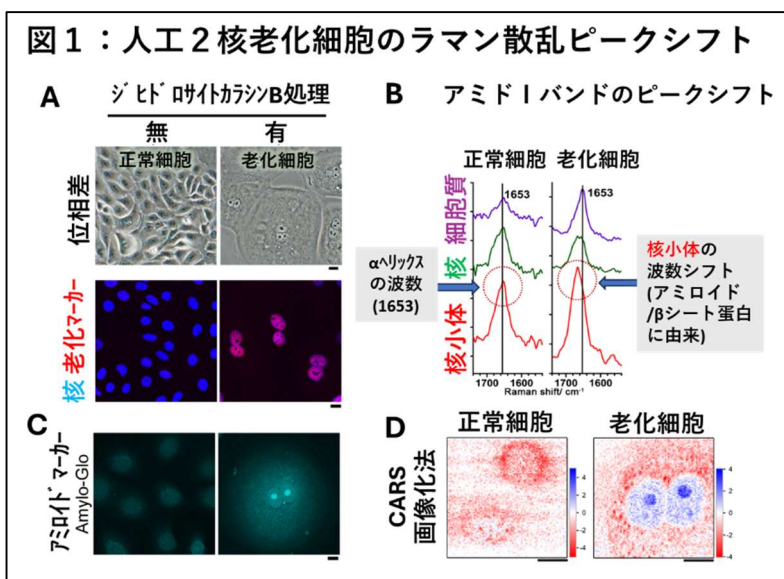 図１：人工２核老化細胞のラマン散乱ピークシフト
A
ｼﾞﾋﾄﾞﾛｻｲﾄｶﾗｼﾝB処理
無
有
正常細胞
老化細胞
位相差
核 老化ﾏｰｶｰ
B
アミドⅠバンドのピークシフト
正常細胞
老化細胞
1653
1653
細胞質
核
核小体
αﾍﾘｯｸｽ
の波数
(1653)
核小体の
波数シフト
(アミロイド
/βシート蛋白
に由来)
1700
1600
1700
1600
Raman shift/ cm⁻¹
C
ｱﾐﾛｲﾄﾞﾏｰｶｰ
Amylo-Glo
D
正常細胞
老化細胞
CARS
画像化法
4
2
0
-2
-4
4
2
0
-2
-4